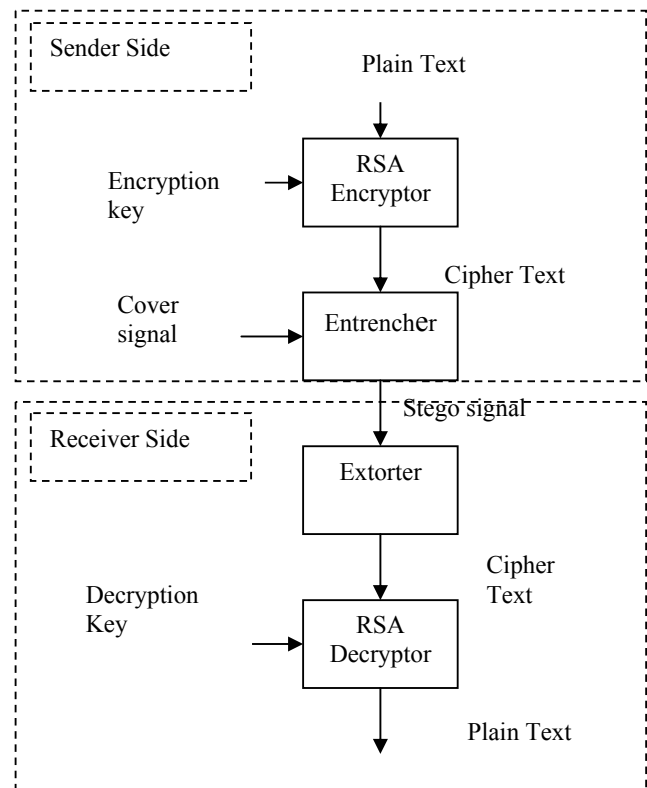 Sender Side
Plain Text
RSA
Encryptor
Encryption
key
Cipher Text
Cover
signal
Entrencher
Stego signal
Receiver Side
Extorter
Cipher
Text
Decryption
Key
RSA
Decryptor
Plain Text